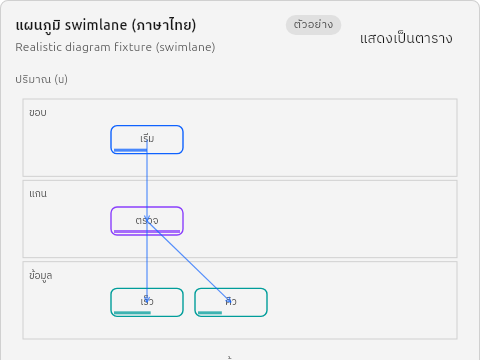 แผนภูมิ swimlane (ภาษาไทย)
ตัวอย่าง
แสดงเป็นตาราง
Realistic diagram fixture (swimlane)
ปริมาณ (น)
ขอบ
เริ่ม
แกน
ตรวจ
ข้อมูล
เร็ว
คิว